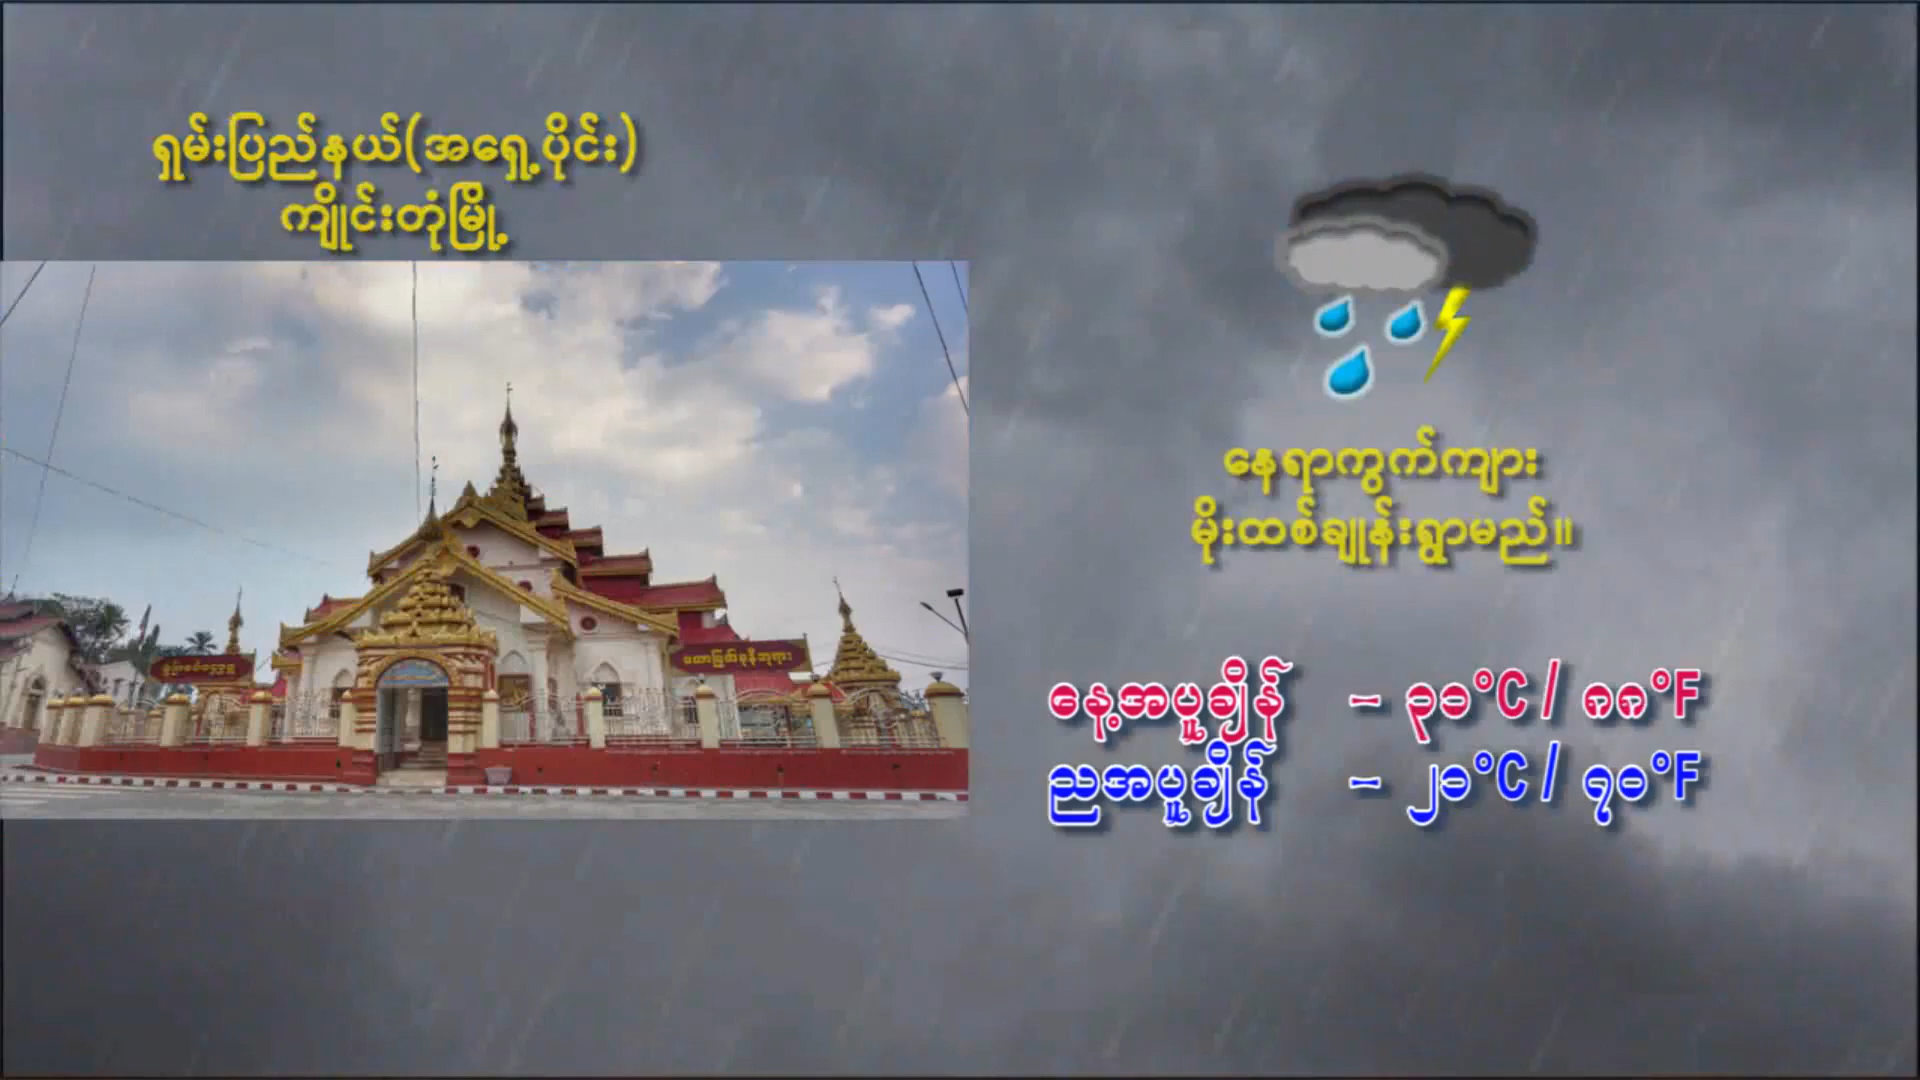 ရှမ်းပြည်နယ်(အရှေ့ပိုင်း)
ကျိုင်းတုံမြို့
နေရာကွက်ကျား
မိုးထစ်ချုန်းရွာမည်။
နေ့အပူချိန် - ၃၁°C / ၈၈°F
ညအပူချိန် - ၂၁°C / ၇၀°F